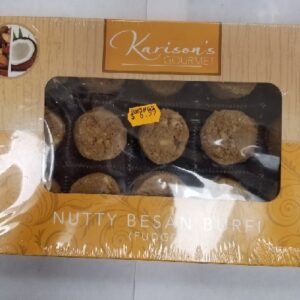 Karison's
GOURMET
$ 6.99
NUTTY BESAN BURFI
(FUDGE)